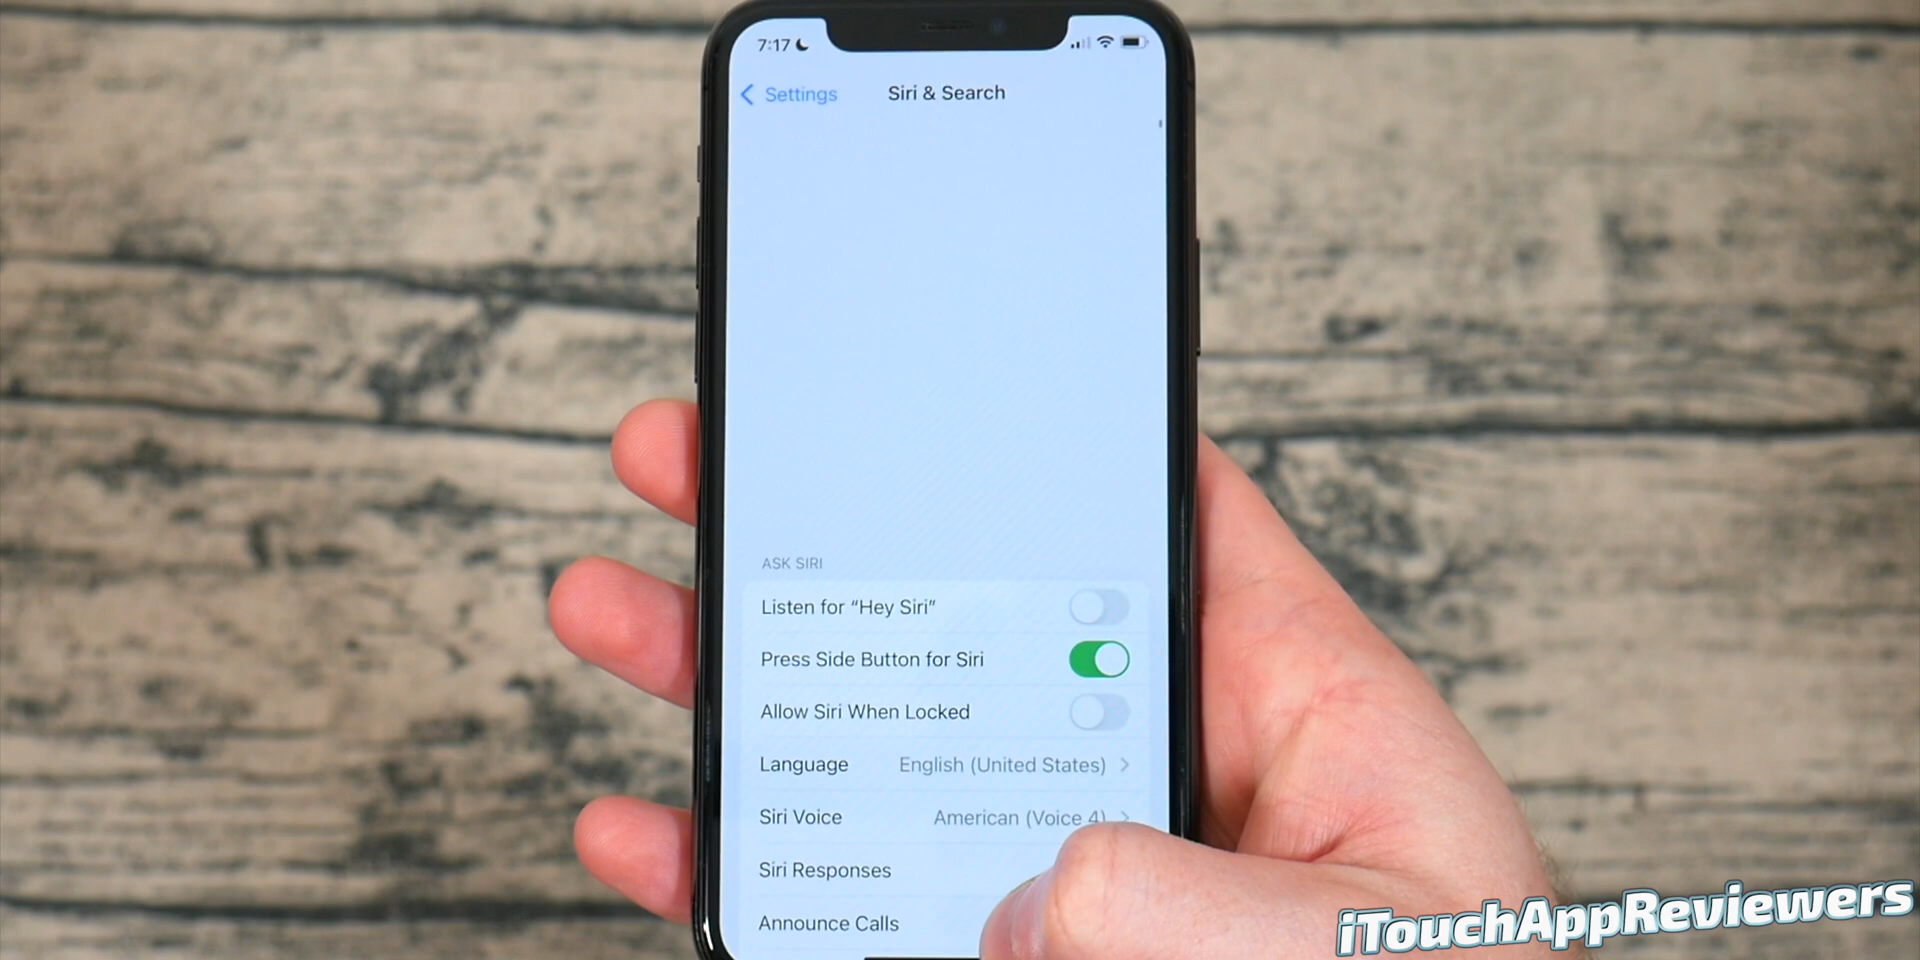 7:17
Settings
Siri & Search
ASK SIRI
Listen for “Hey Siri”
Press Side Button for Siri
Allow Siri When Locked
Language English (United States)
Siri Voice American (Voice 4)
Siri Responses
Announce Calls
iTouchAppReviewers